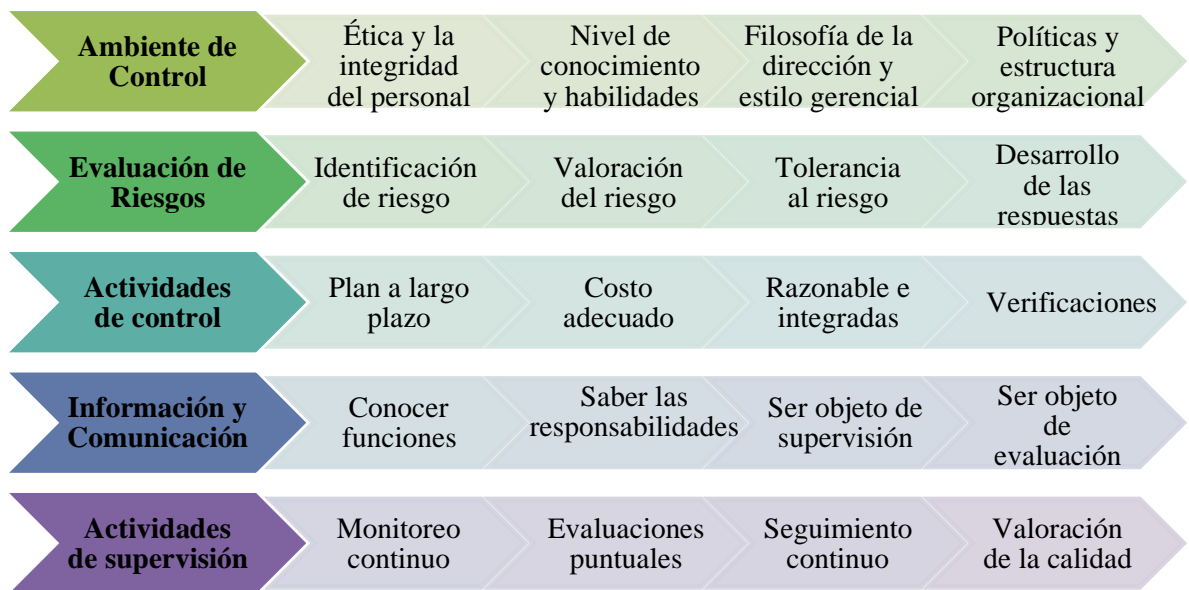 Ambiente de
Control
Ética y la
integridad
del personal
Nivel de
conocimiento
y habilidades
Filosofía de la
dirección y
estilo gerencial
Políticas y
estructura
organizacional
Evaluación de
Riesgos
Identificación
de riesgo
Valoración
del riesgo
Tolerancia
al riesgo
Desarrollo
de las
respuestas
Actividades
de control
Plan a largo
plazo
Costo
adecuado
Razonable e
integradas
Verificaciones
Información y
Comunicación
Conocer
funciones
Saber las
responsabilidades
Ser objeto de
supervisión
Ser objeto
de
evaluación
Actividades
de supervisión
Monitoreo
continuo
Evaluaciones
puntuales
Seguimiento
continuo
Valoración
de la calidad